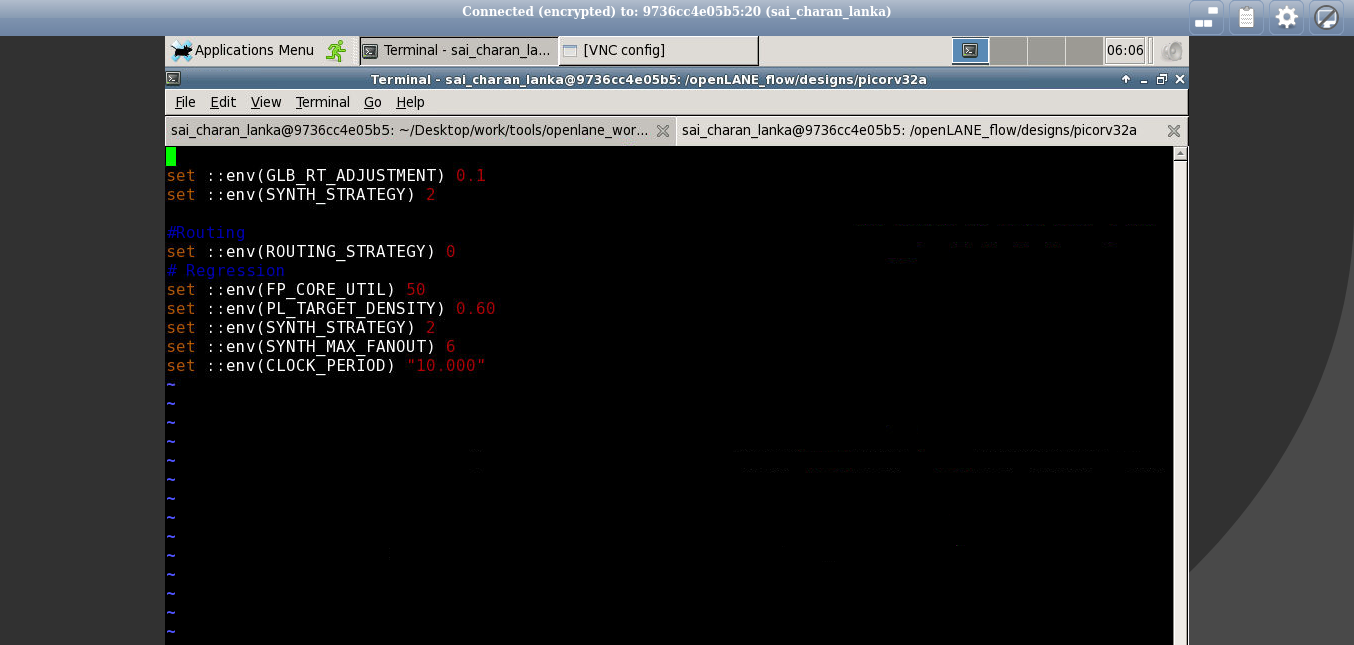 Connected (encrypted) to: 9736cc4e05b5:20 (sai_charan_lanka)
Applications Menu
Terminal - sai_charan_la...
[VNC config]
06:06
Terminal - sai_charan_lanka@9736cc4e05b5: /openLANE_flow/designs/picorv32a
File Edit View Terminal Go Help
sai_charan_lanka@9736cc4e05b5: ~/Desktop/work/tools/openlane_wor...
sai_charan_lanka@9736cc4e05b5: /openLANE_flow/designs/picorv32a
set ::env(GLB_RT_ADJUSTMENT) 0.1
set ::env(SYNTH_STRATEGY) 2
#Routing
set ::env(ROUTING_STRATEGY) 0
# Regression
set ::env(FP_CORE_UTIL) 50
set ::env(PL_TARGET_DENSITY) 0.60
set ::env(SYNTH_STRATEGY) 2
set ::env(SYNTH_MAX_FANOUT) 6
set ::env(CLOCK_PERIOD) "10.000"
~
~
~
~
~
~
~
~
~
~
~
~
~
~